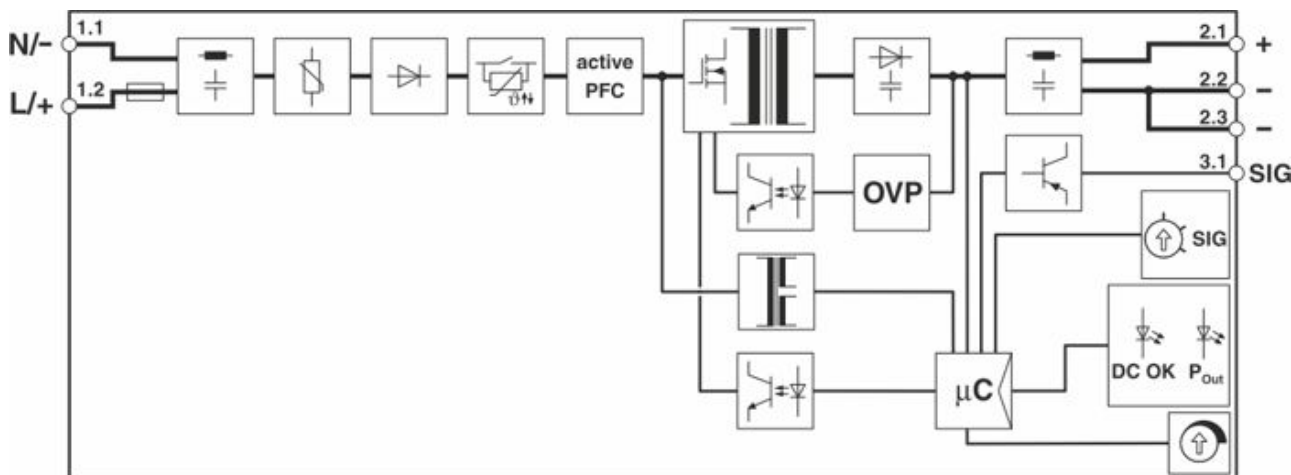 N/-
1.1
1.2
L/+
active
PFC
2.1
+
2.2
-
2.3
-
3.1
SIG
OVP
SIG
DC OK
P_Out
µC